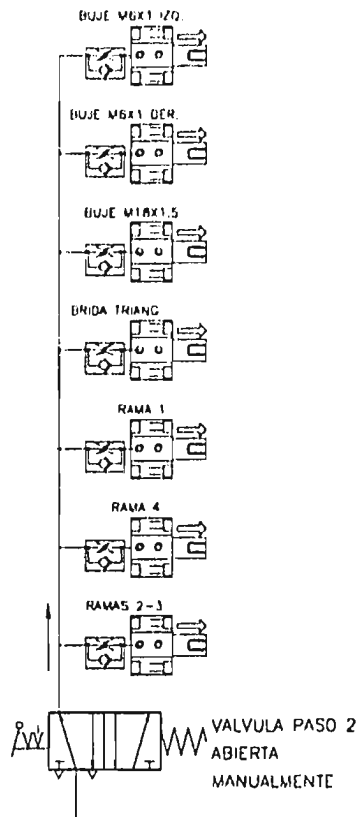 BUJE M6X1 IZQ.
BUJE M6X1 DER.
BUJE M18X1,5
BRIDA TRIANG
RAMA 1
RAMA 4
RAMAS 2-3
VALVULA PASO 2
ABIERTA
MANUALMENTE